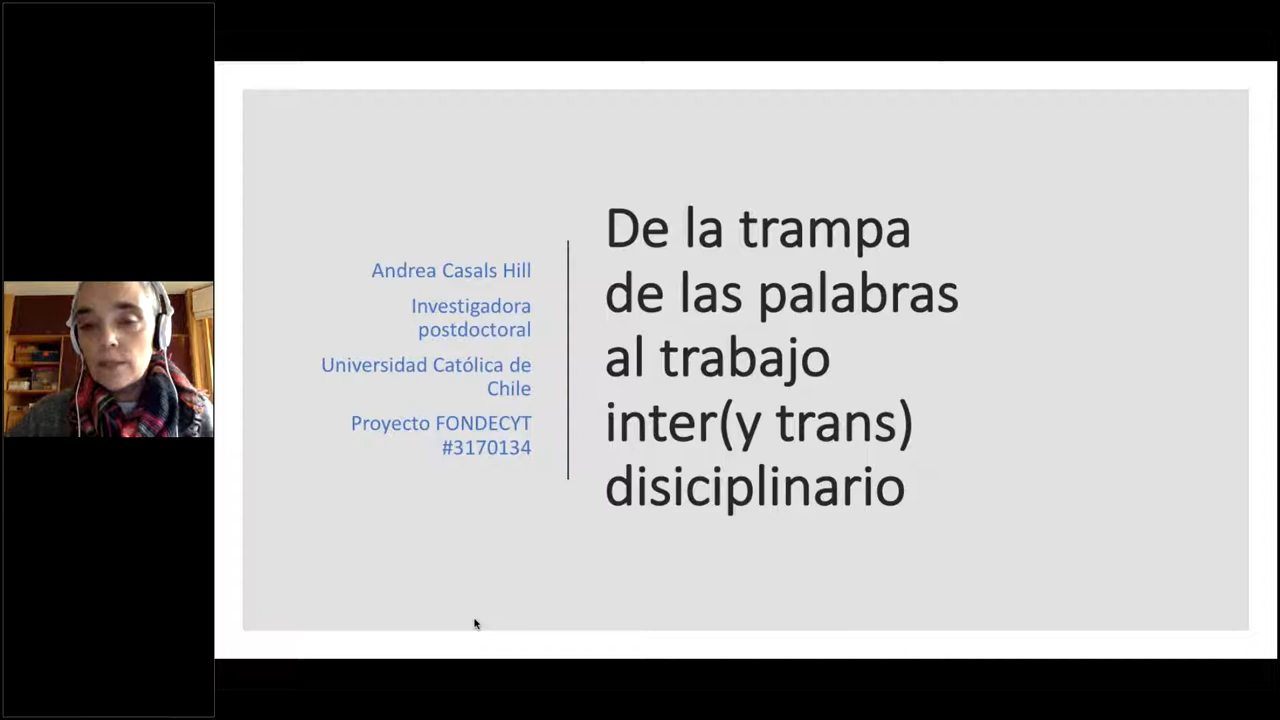 Andrea Casals Hill
Investigadora
postdoctoral
Universidad Católica de
Chile
Proyecto FONDECYT
#3170134
De la trampa
de las palabras
al trabajo
inter(y trans)
disiciplinario